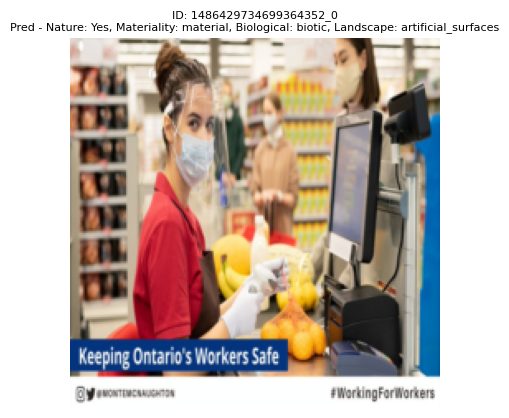 ID: 1486429734699364352_0
Pred - Nature: Yes, Materiality: material, Biological: biotic, Landscape: artificial_surfaces
Keeping Ontario's Workers Safe
@MONTEMCNAUGHTON
#WorkingForWorkers